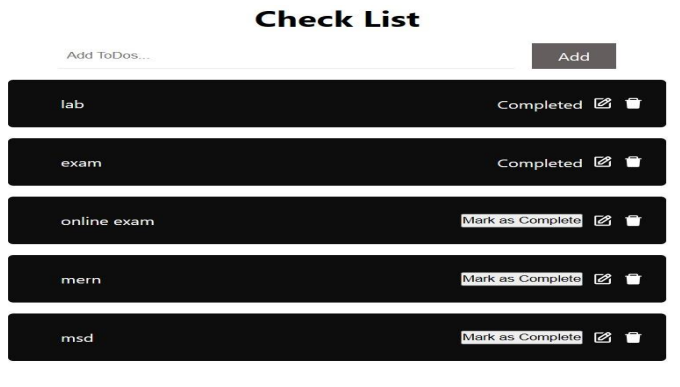 Check List
Add ToDos... Add
lab Completed
exam Completed
online exam Mark as Complete
mern Mark as Complete
msd Mark as Complete